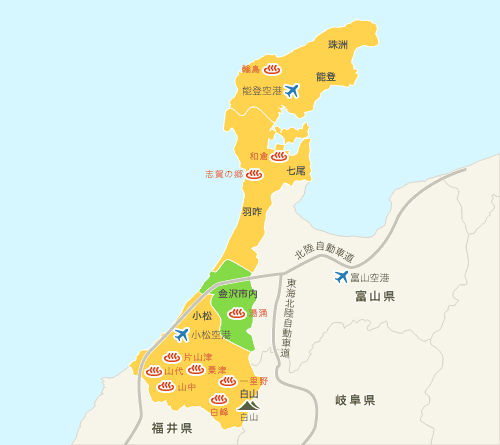 珠洲
輪島
能登
能登空港
和倉
七尾
志賀の郷
羽咋
北陸自動車道
金沢市内
富山空港
富山県
東海北陸自動車道
湯涌
小松
小松空港
片山津
粟津
山代
一里野
山中
白山
白峰
白山
岐阜県
福井県